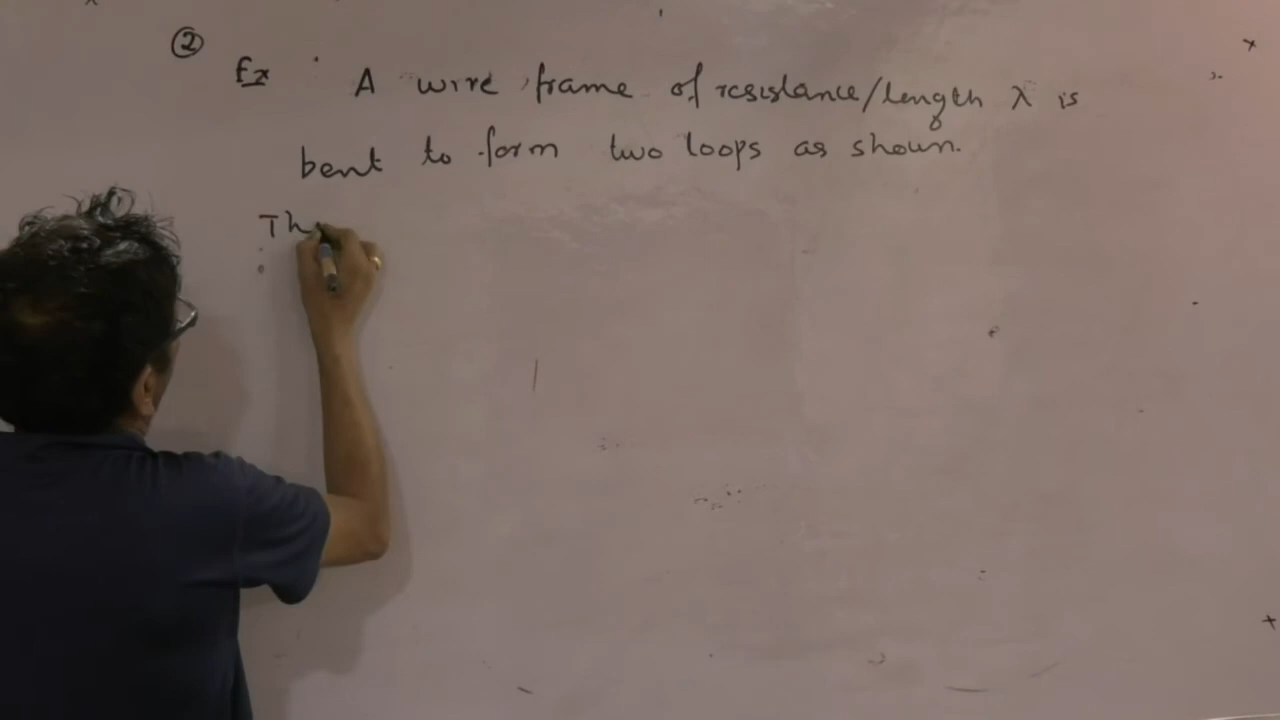 ②
Ex A wire frame of resistance/length λ is
bent to form two loops as shown.
Th